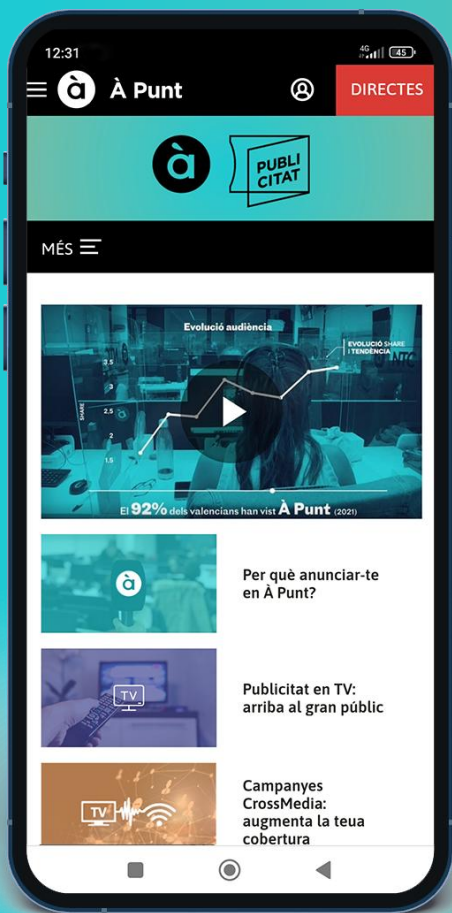 12:31
4G
45
à
À Punt
DIRECTES
à
PUBLI
CITAT
MÉS
Evolució audiència
EVOLUCIÓ SHARE
I TENDÈNCIA
NTC
3.5
3
2.5
2
1.5
SHARE
El 92% dels valencians han vist À Punt (2021)
à
Per què anunciar-te
en À Punt?
TV
Publicitat en TV:
arriba al gran públic
TV
Campanyes
CrossMedia:
augmenta la teua
cobertura